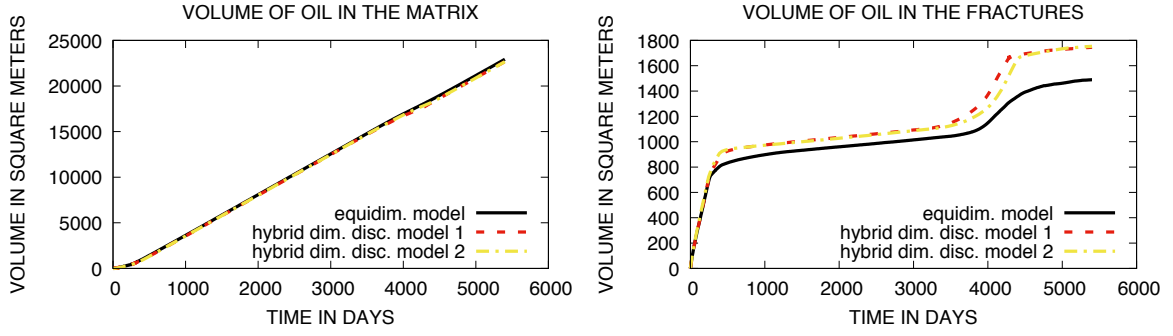 VOLUME OF OIL IN THE MATRIX
VOLUME IN SQUARE METERS
25000
20000
15000
10000
5000
0
equidim. model
hybrid dim. disc. model 1
hybrid dim. disc. model 2
0 1000 2000 3000 4000 5000 6000
TIME IN DAYS
VOLUME OF OIL IN THE FRACTURES
VOLUME IN SQUARE METERS
1800
1600
1400
1200
1000
800
600
400
200
0
equidim. model
hybrid dim. disc. model 1
hybrid dim. disc. model 2
0 1000 2000 3000 4000 5000 6000
TIME IN DAYS